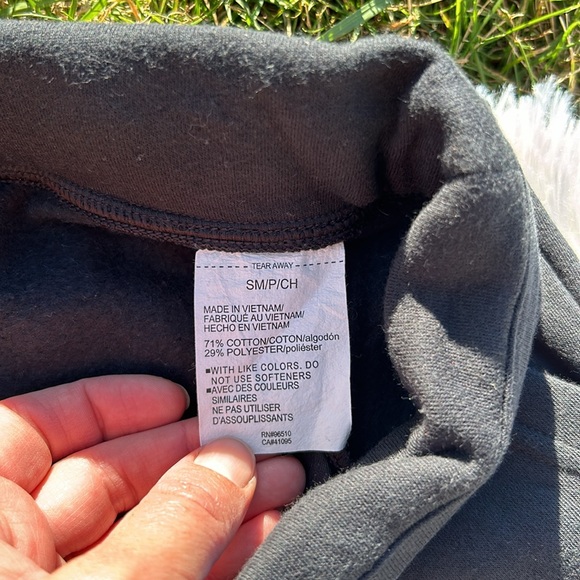 TEAR AWAY
SM/P/CH
MADE IN VIETNAM/
FABRIQUÉ AU VIETNAM/
HECHO EN VIETNAM
71% COTTON/COTON/algodón
29% POLYESTER/poliéster
■WITH LIKE COLORS. DO
NOT USE SOFTENERS
■AVEC DES COULEURS
SIMILAIRES
NE PAS UTILISER
D'ASSOUPLISSANTS
RN#96510
CA#41095